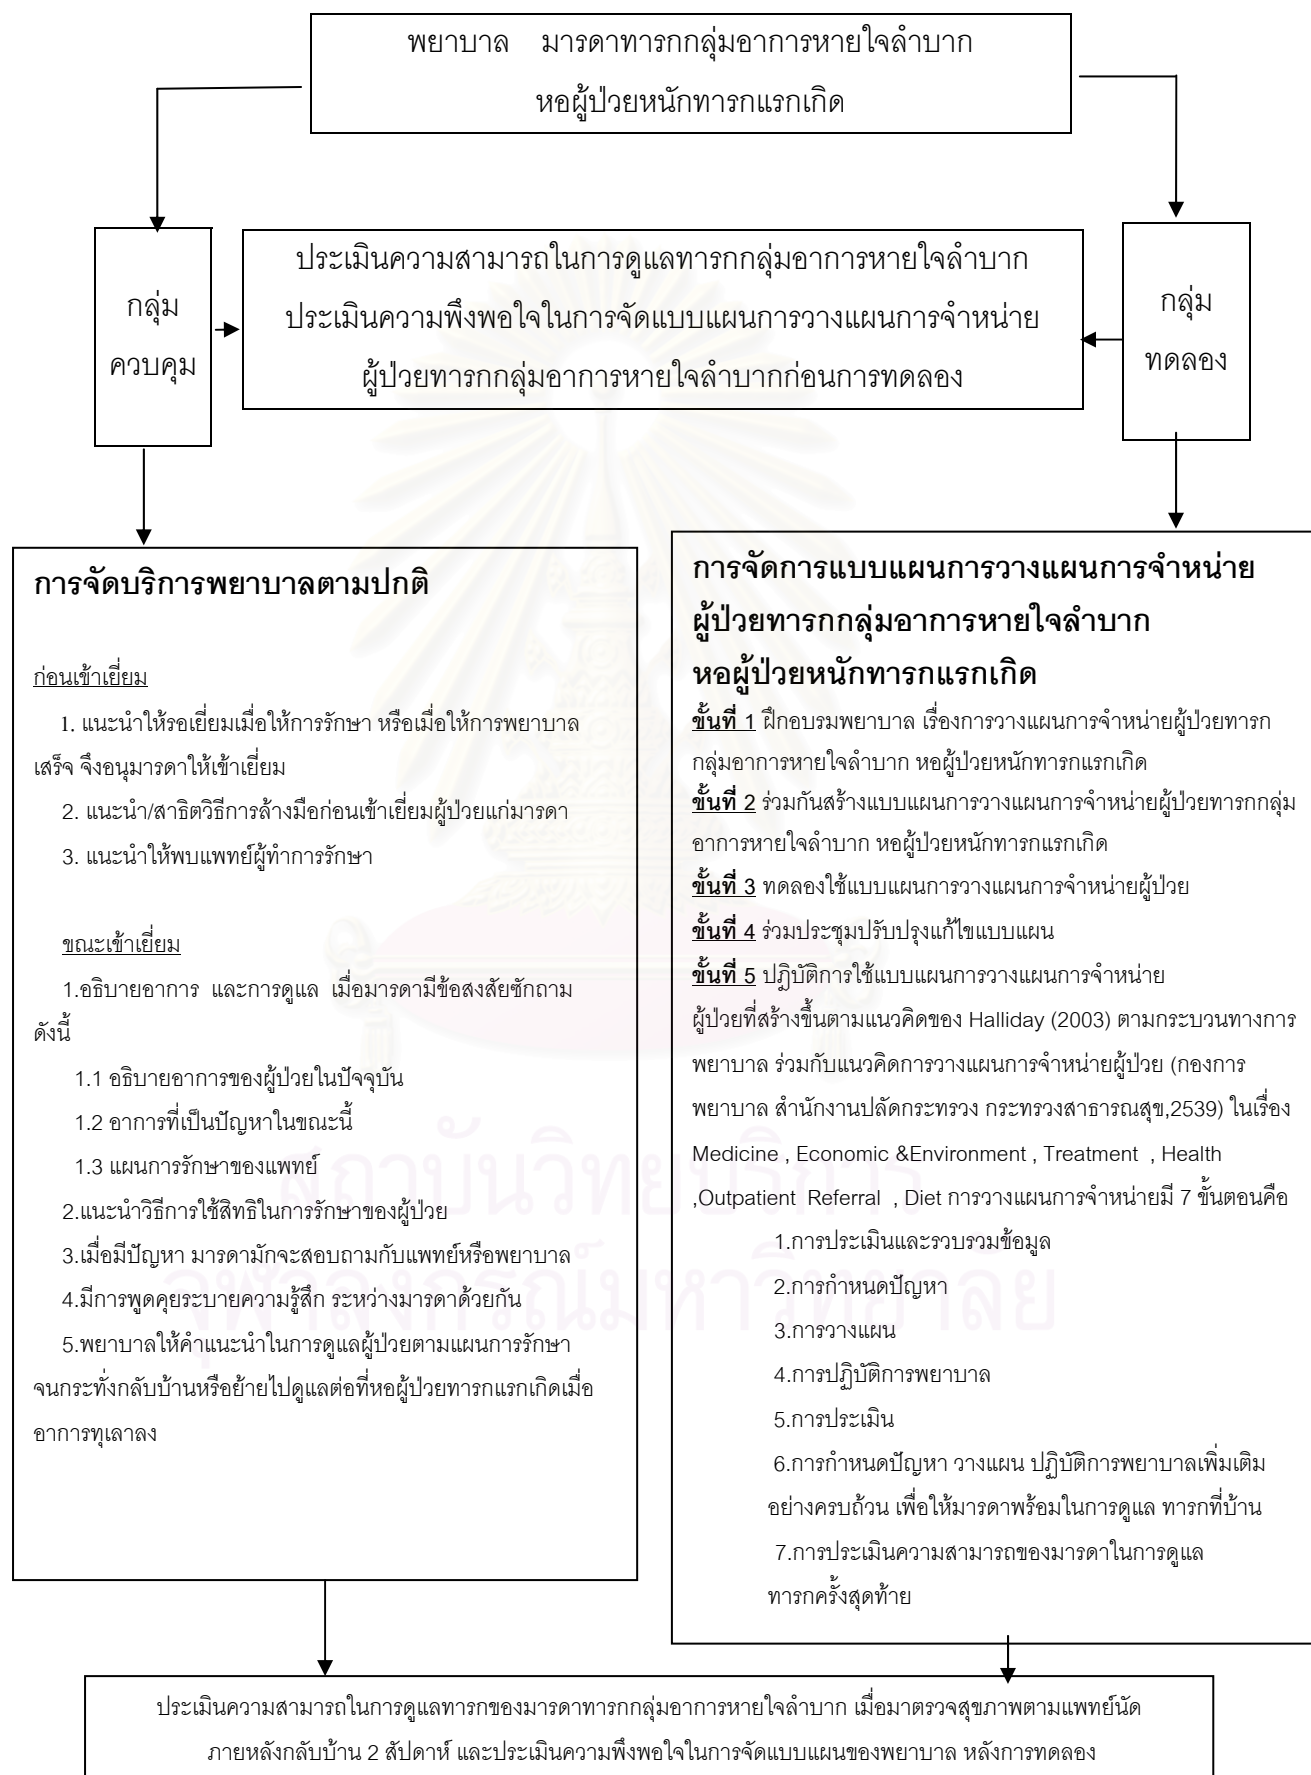 พยาบาล มารดาทารกกลุ่มอาการหายใจลำบาก
หอผู้ป่วยหนักทารกแรกเกิด
กลุ่ม
ควบคุม
ประเมินความสามารถในการดูแลทารกกลุ่มอาการหายใจลำบาก
ประเมินความพึงพอใจในการจัดแบบแผนการวางแผนการจำหน่าย
ผู้ป่วยทารกกลุ่มอาการหายใจลำบากก่อนการทดลอง
กลุ่ม
ทดลอง
การจัดบริการพยาบาลตามปกติ
ก่อนเข้าเยี่ยม
1. แนะนำให้รอเยี่ยมเมื่อให้การรักษา หรือเมื่อให้การพยาบาล
เสร็จ จึงอนุมารดาให้เข้าเยี่ยม
2. แนะนำ/สาธิตวิธีการล้างมือก่อนเข้าเยี่ยมผู้ป่วยแก่มารดา
3. แนะนำให้พบแพทย์ผู้ทำการรักษา
ขณะเข้าเยี่ยม
1.อธิบายอาการ และการดูแล เมื่อมารดามีข้อสงสัยซักถาม
ดังนี้
1.1 อธิบายอาการของผู้ป่วยในปัจจุบัน
1.2 อาการที่เป็นปัญหาในขณะนี้
1.3 แผนการรักษาของแพทย์
2.แนะนำวิธีการใช้สิทธิในการรักษาของผู้ป่วย
3.เมื่อมีปัญหา มารดามักจะสอบถามกับแพทย์หรือพยาบาล
4.มีการพูดคุยระบายความรู้สึก ระหว่างมารดาด้วยกัน
5.พยาบาลให้คำแนะนำในการดูแลผู้ป่วยตามแผนการรักษา
จนกระทั่งกลับบ้านหรือย้ายไปดูแลต่อที่หอผู้ป่วยทารกแรกเกิดเมื่อ
อาการทุเลาลง
การจัดการแบบแผนการวางแผนการจำหน่าย
ผู้ป่วยทารกกลุ่มอาการหายใจลำบาก
หอผู้ป่วยหนักทารกแรกเกิด
ขั้นที่ 1 ฝึกอบรมพยาบาล เรื่องการวางแผนการจำหน่ายผู้ป่วยทารก
กลุ่มอาการหายใจลำบาก หอผู้ป่วยหนักทารกแรกเกิด
ขั้นที่ 2 ร่วมกันสร้างแบบแผนการวางแผนการจำหน่ายผู้ป่วยทารกกลุ่ม
อาการหายใจลำบาก หอผู้ป่วยหนักทารกแรกเกิด
ขั้นที่ 3 ทดลองใช้แบบแผนการวางแผนการจำหน่ายผู้ป่วย
ขั้นที่ 4 ร่วมประชุมปรับปรุงแก้ไขแบบแผน
ขั้นที่ 5 ปฎิบัติการใช้แบบแผนการวางแผนการจำหน่าย
ผู้ป่วยที่สร้างขึ้นตามแนวคิดของ Halliday (2003) ตามกระบวนทางการ
พยาบาล ร่วมกับแนวคิดการวางแผนการจำหน่ายผู้ป่วย (กองการ
พยาบาล สำนักงานปลัดกระทรวง กระทรวงสาธารณสุข,2539) ในเรื่อง
Medicine , Economic &Environment , Treatment , Health
,Outpatient Referral , Diet การวางแผนการจำหน่ายมี 7 ขั้นตอนคือ
1.การประเมินและรวบรวมข้อมูล
2.การกำหนดปัญหา
3.การวางแผน
4.การปฏิบัติการพยาบาล
5.การประเมิน
6.การกำหนดปัญหา วางแผน ปฏิบัติการพยาบาลเพิ่มเติม
อย่างครบถ้วน เพื่อให้มารดาพร้อมในการดูแล ทารกที่บ้าน
7.การประเมินความสามารถของมารดาในการดูแล
ทารกครั้งสุดท้าย
สถาบันวิทยบริการ
จุฬาลงกรณ์มหาวิทยาลัย
ประเมินความสามารถในการดูแลทารกของมารดาทารกกลุ่มอาการหายใจลำบาก เมื่อมาตรวจสุขภาพตามแพทย์นัด
ภายหลังกลับบ้าน 2 สัปดาห์ และประเมินความพึงพอใจในการจัดแบบแผนของพยาบาล หลังการทดลอง